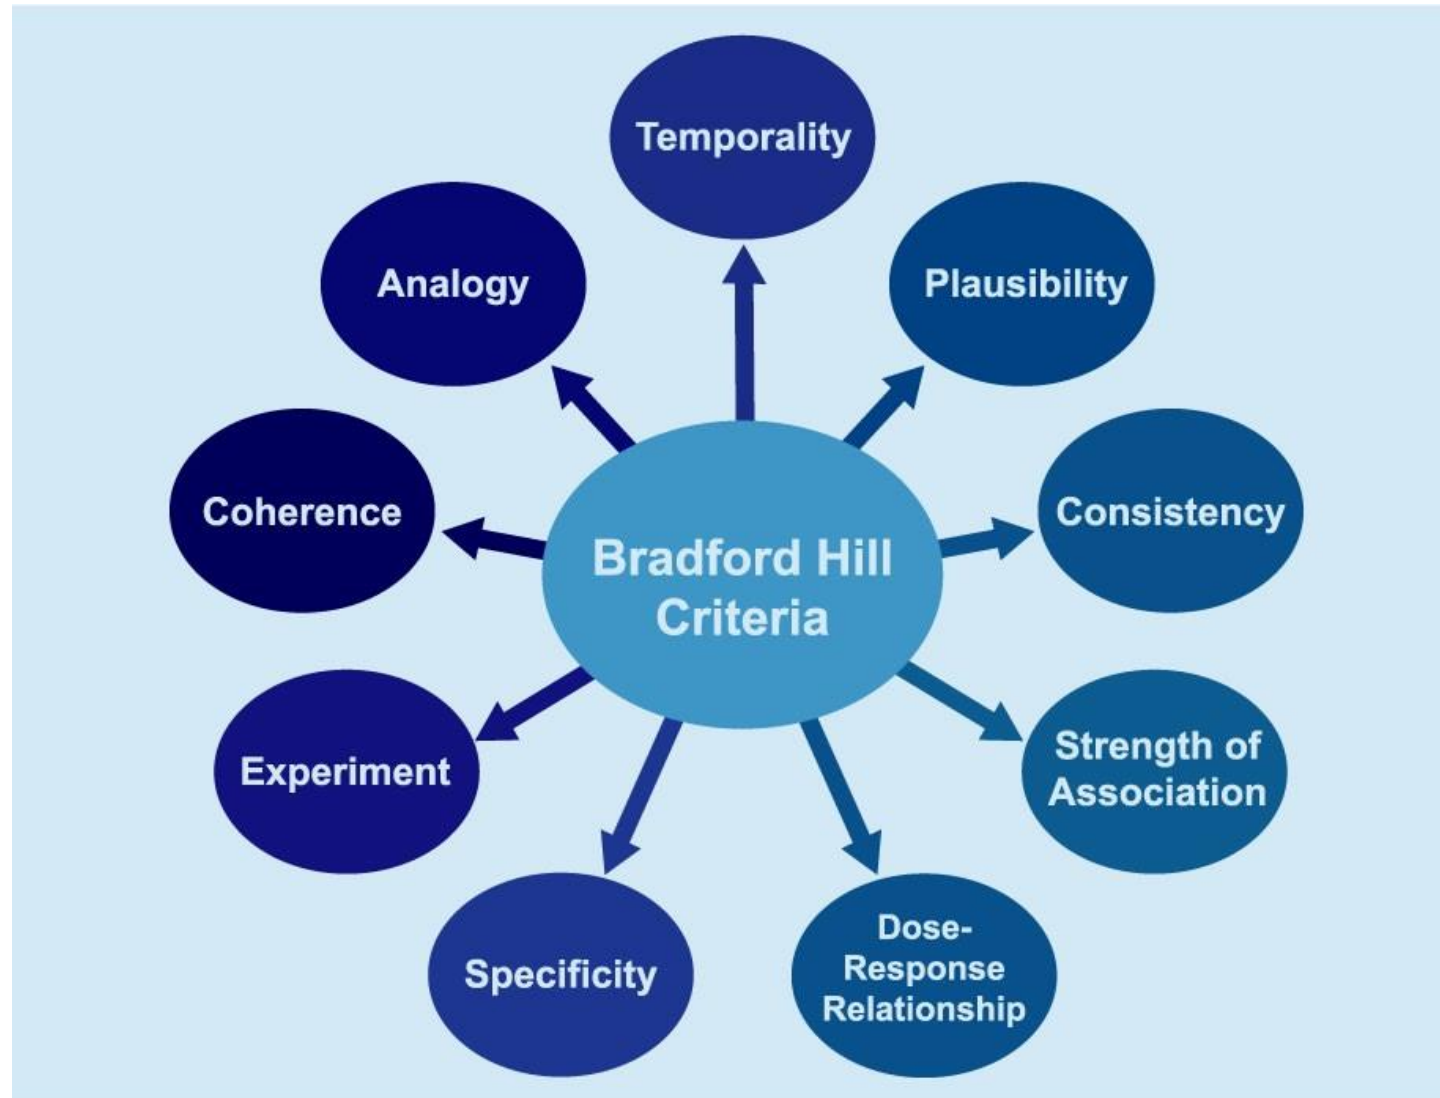 Temporality
Analogy
Plausibility
Coherence
Consistency
Bradford Hill
Criteria
Experiment
Strength of
Association
Specificity
Dose-
Response
Relationship